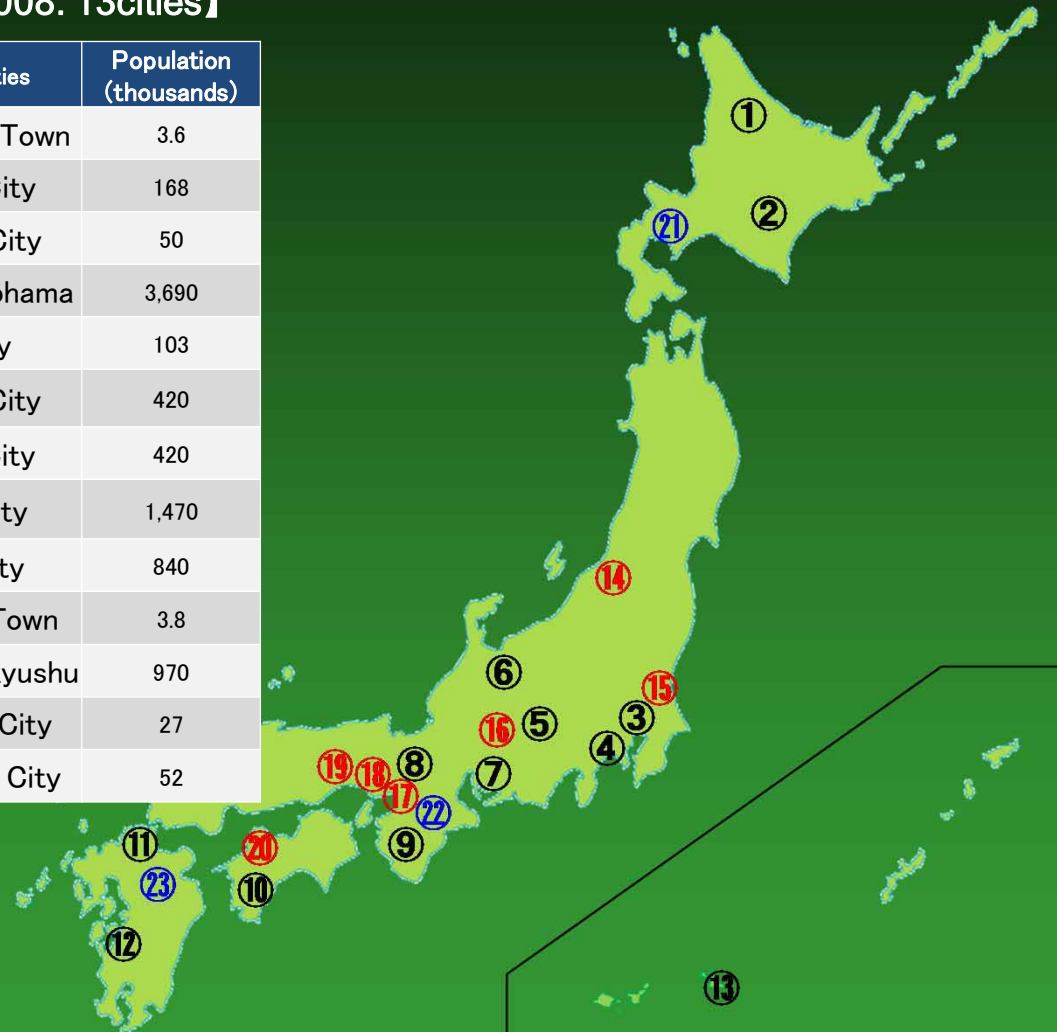 008. 13cities】
ties
Population
(thousands)
Town 3.6
ity 168
City 50
ohama 3,690
y 103
City 420
ity 420
ty 1,470
ty 840
Town 3.8
yushu 970
City 27
City 52
①
②
㉑
⑭
⑥
⑮
③
⑤
⑯
④
⑧
⑲
⑱
⑦
⑰
㉒
⑪
⑳
⑨
㉓
⑩
⑫
⑬